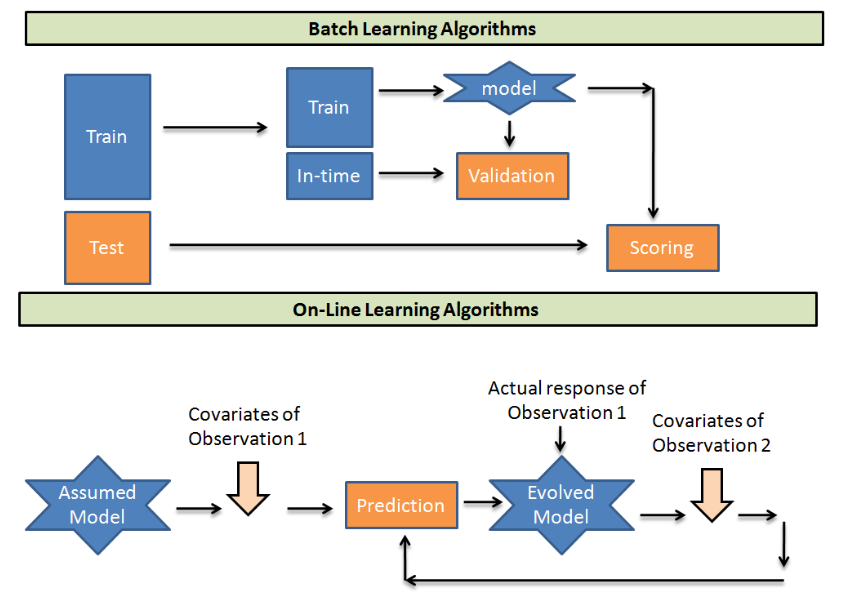 Batch Learning Algorithms
Train
Train
model
In-time
Validation
Test
Scoring
On-Line Learning Algorithms
Covariates of
Observation 1
Actual response of
Observation 1
Covariates of
Observation 2
Assumed
Model
Prediction
Evolved
Model